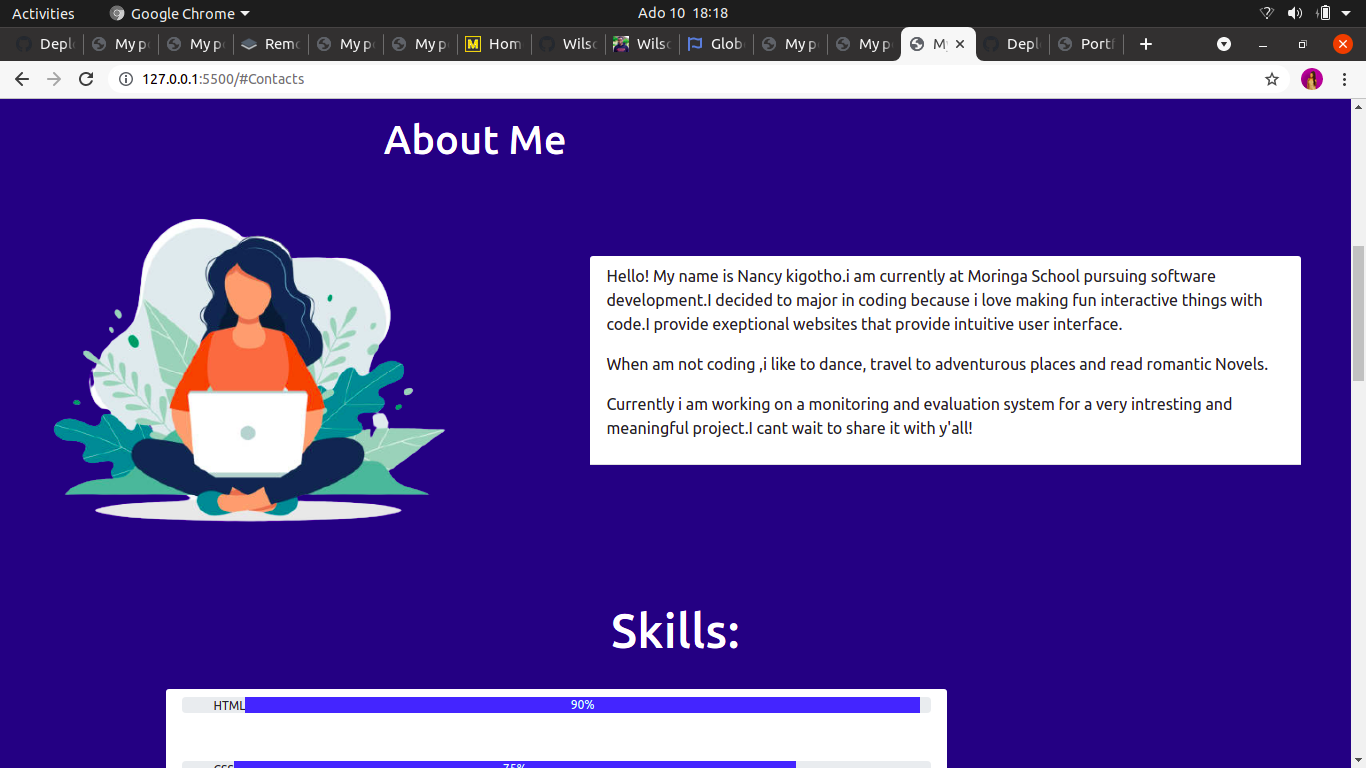 Activities
Google Chrome
Ado 10 18:18
Depl
My p
My p
Remo
My p
My p
Hom
Wilso
Wilso
Glob
My p
My p
My
Depl
Portf
127.0.0.1:5500/#Contacts
About Me
Hello! My name is Nancy kigotho.i am currently at Moringa School pursuing software
development.I decided to major in coding because i love making fun interactive things with
code.I provide exeptional websites that provide intuitive user interface.
When am not coding ,i like to dance, travel to adventurous places and read romantic Novels.
Currently i am working on a monitoring and evaluation system for a very intresting and
meaningful project.I cant wait to share it with y'all!
Skills:
HTML 90%
CSS 75%